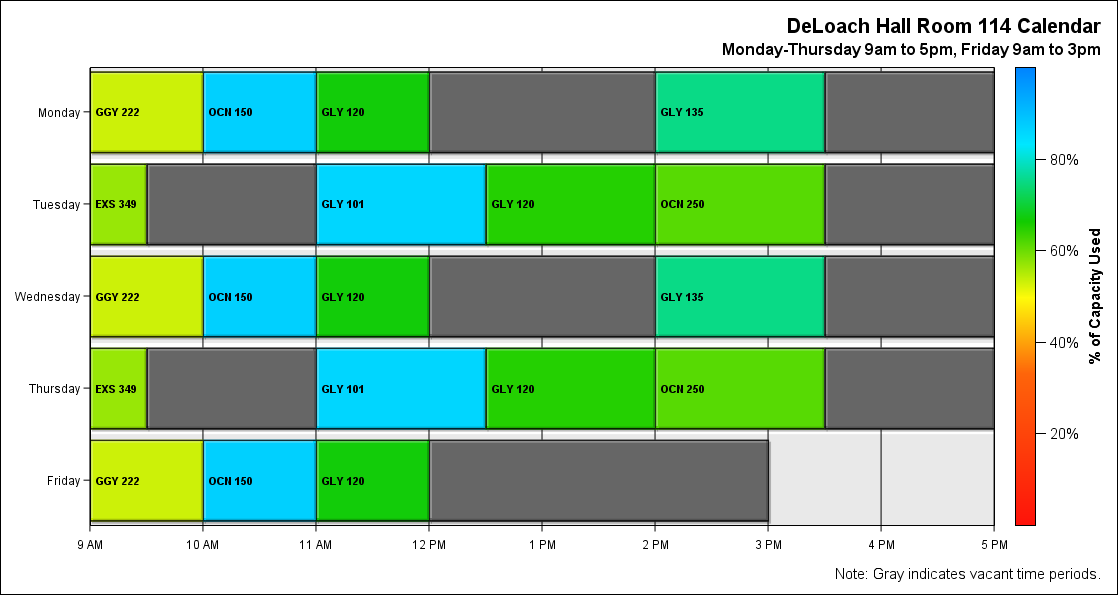 DeLoach Hall Room 114 Calendar
Monday-Thursday 9am to 5pm, Friday 9am to 3pm
Monday GGY 222 OCN 150 GLY 120 GLY 135
80%
Tuesday EXS 349 GLY 101 GLY 120 OCN 250
60%
% of Capacity Used
Wednesday GGY 222 OCN 150 GLY 120 GLY 135
40%
Thursday EXS 349 GLY 101 GLY 120 OCN 250
20%
Friday GGY 222 OCN 150 GLY 120
9 AM 10 AM 11 AM 12 PM 1 PM 2 PM 3 PM 4 PM 5 PM
Note: Gray indicates vacant time periods.